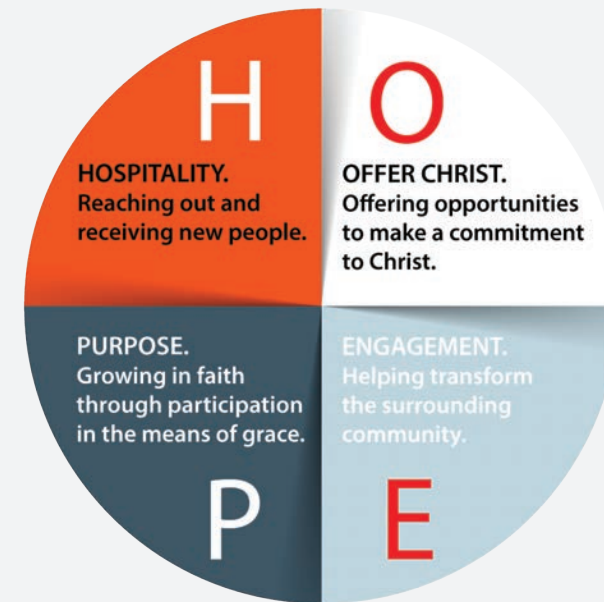 H
HOSPITALITY.
Reaching out and
receiving new people.
O
OFFER CHRIST.
Offering opportunities
to make a commitment
to Christ.
PURPOSE.
Growing in faith
through participation
in the means of grace.
P
ENGAGEMENT.
Helping transform
the surrounding
community.
E